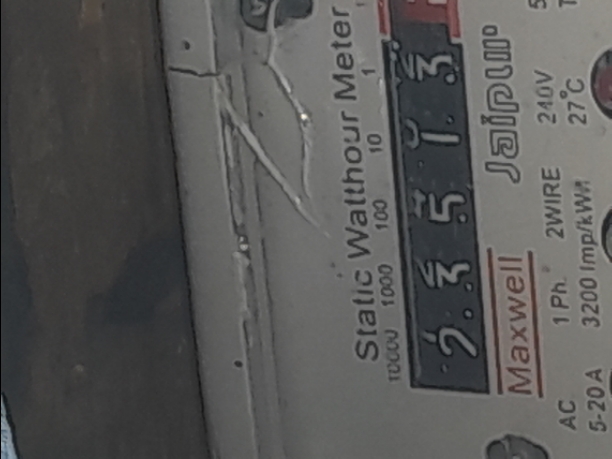 Static Watthour Meter
10000 1000 100 10 1
3 5 1 3
Maxwell Jaipur
AC 1 Ph. 2WIRE 240V
5-20A 3200 Imp/kWh 27°C